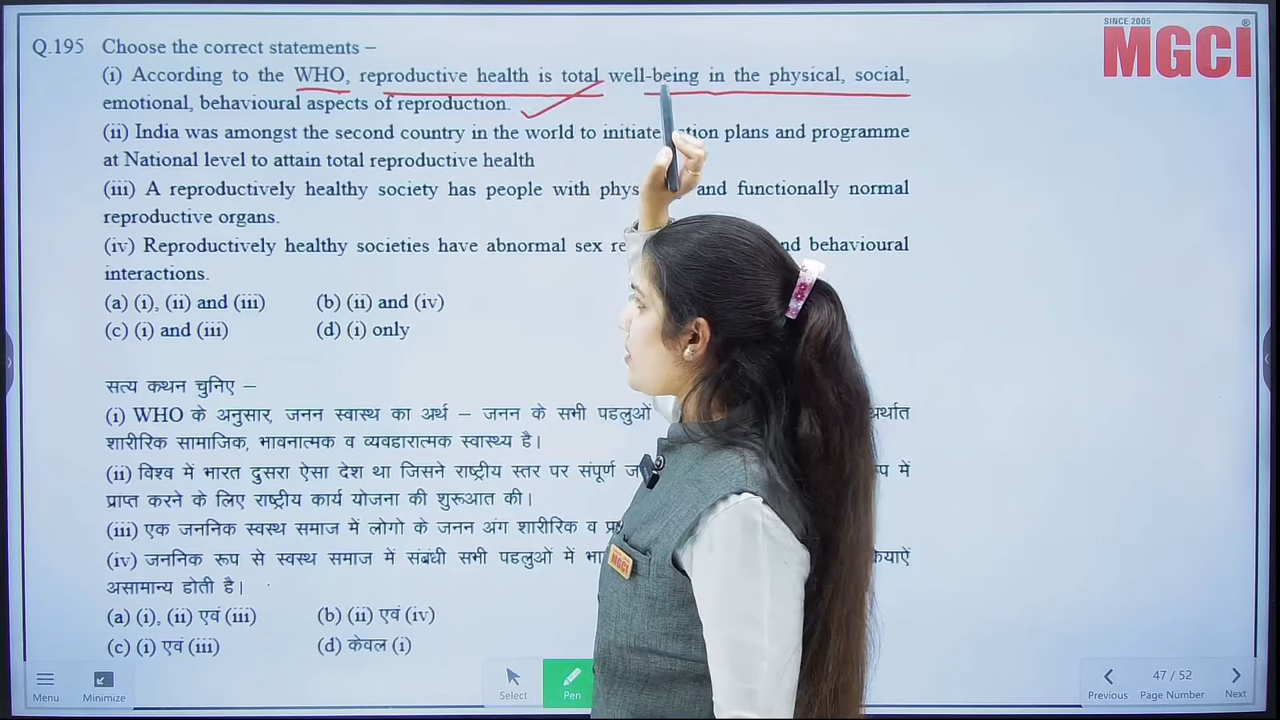 SINCE 2005
MGCI
Q.195 Choose the correct statements –
(i) According to the WHO, reproductive health is total well-being in the physical, social,
emotional, behavioural aspects of reproduction.
(ii) India was amongst the second country in the world to initiate plans and programme
at National level to attain total reproductive health
(iii) A reproductively healthy society has people with and functionally normal
reproductive organs.
(iv) Reproductively healthy societies have abnormal sex behavioural
interactions.
(a) (i), (ii) and (iii) (b) (ii) and (iv)
(c) (i) and (iii) (d) (i) only
सत्य कथन चुनिए –
(i) WHO के अनुसार, जनन स्वास्थ का अर्थ – जनन के सभी पडलुओं अर्थात
शारीरिक सामाजिक, भावनात्मक व व्यवडारात्मक स्वास्थ्य डै।
(ii) विश्व में भारत दुसरा ऐसा देश था जिसने राष्ट्रीय स्तर पर संपूर्ण में
प्राप्त करने के लिए राष्ट्रीय कार्य योजना की शुरूआत की।
(iii) एक जननिक स्वस्थ समाज में लोगो के जनन अंग शारीरिक व
(iv) जननिक रूप से स्वस्थ समाज में संबंधी सभी पडलुओं में
असामान्य डोती डै।
(a) (i), (ii) एवं (iii) (b) (ii) एवं (iv)
(c) (i) एवं (iii) (d) केवल (i)
MGCI
Menu Minimize Select Pen Previous 47 / 52 Page Number Next